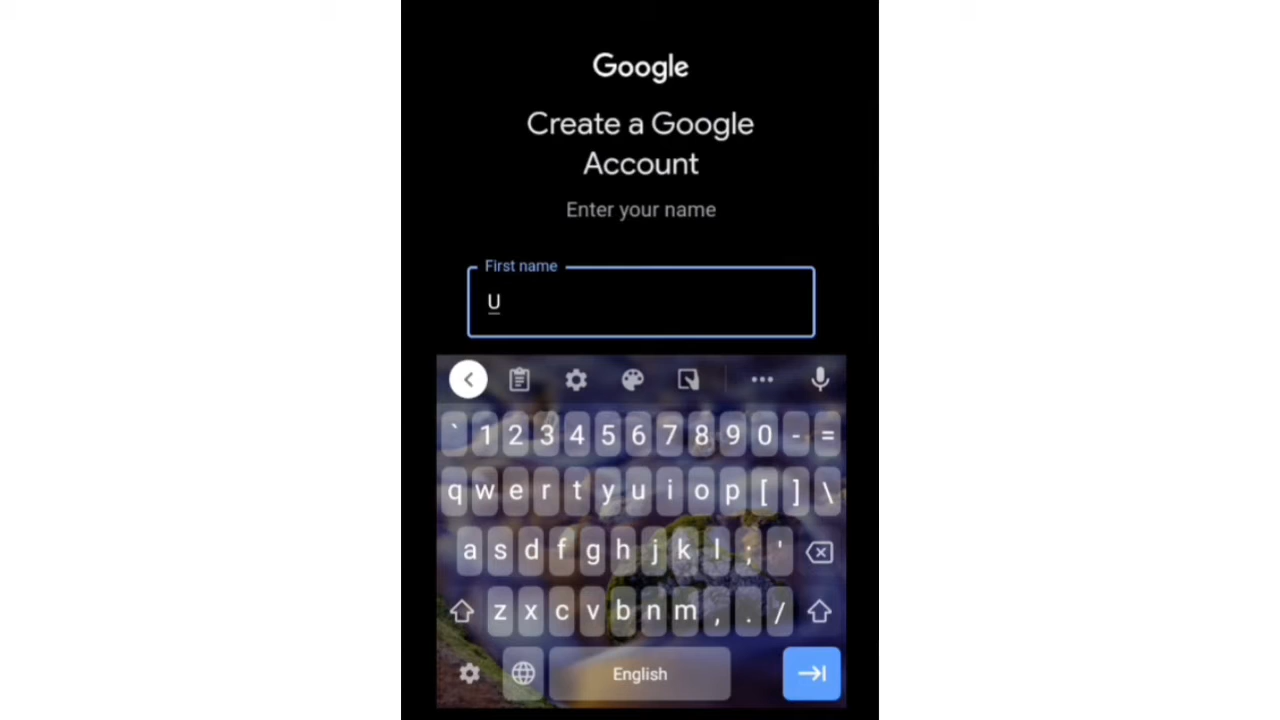 Google
Create a Google
Account
Enter your name
First name
U
` 1 2 3 4 5 6 7 8 9 0 - =
q w e r t y u i o p [ ] \
a s d f g h j k l ; '
z x c v b n m , . /
English